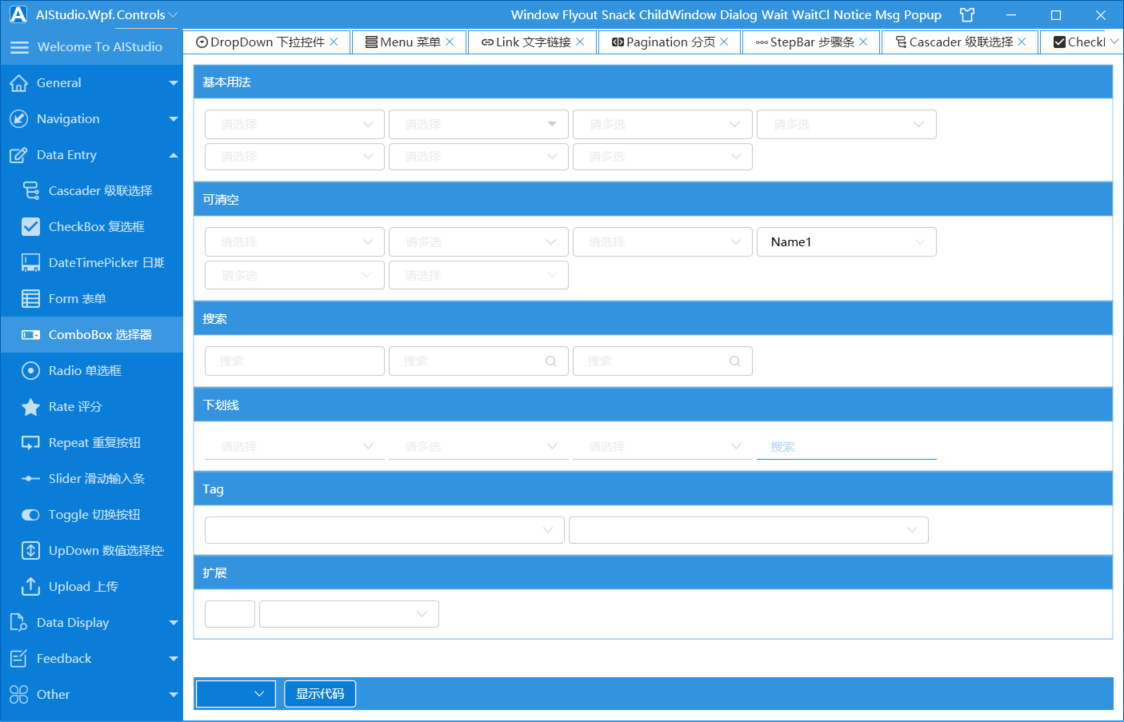 AIStudio.Wpf.Controls
Window Flyout Snack ChildWindow Dialog Wait WaitCl Notice Msg Popup
Welcome To AIStudio
DropDown 下拉控件
Menu 菜单
Link 文字链接
Pagination 分页
StepBar 步骤条
Cascader 级联选择
General
Navigation
Data Entry
Cascader 级联选择
CheckBox 复选框
DateTimePicker 日期
Form 表单
ComboBox 选择器
Radio 单选框
Rate 评分
Repeat 重复按钮
Slider 滑动输入条
Toggle 切换按钮
UpDown 数值选择控
Upload 上传
Data Display
Feedback
Other
基本用法
请选择 请选择 请多选 请多选
请选择 请选择 请多选
可清空
请选择 请多选 请选择 Name1
请多选 请选择
搜索
搜索 搜索 搜索
下划线
请选择 请多选 请选择 搜索
Tag
扩展
显示代码